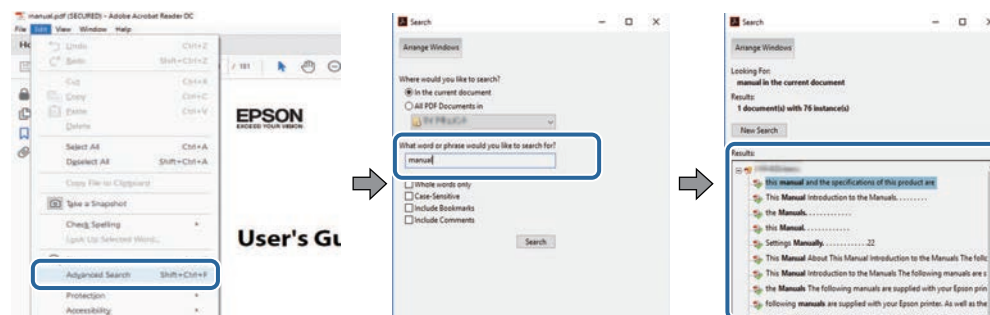 manual.pdf (SECURED) - Adobe Acrobat Reader DC
File Edit View Window Help
Undo Ctrl+Z
Redo Shift+Ctrl+Z
Cut Ctrl+X
Copy Ctrl+C
Paste Ctrl+V
Delete
Select All Ctrl+A
Deselect All Shift+Ctrl+A
Copy File to Clipboard
Take a Snapshot
Check Spelling
Look Up Selected Word...
Advanced Search Shift+Ctrl+F
Protection
Accessibility
/ 181
EPSON
EXCEED YOUR VISION
User's Gu
Search
Arrange Windows
Where would you like to search?
In the current document
All PDF Documents in
What word or phrase would you like to search for?
manual
Whole words only
Case-Sensitive
Include Bookmarks
Include Comments
Search
Search
Arrange Windows
Looking For:
manual in the current document
Results:
1 document(s) with 76 instance(s)
New Search
Results:
this manual and the specifications of this product are
This Manual Introduction to the Manuals.........
the Manuals............
this Manual............
Settings Manually............22
This Manual About This Manual Introduction to the Manuals The follo
This Manual Introduction to the Manuals The following manuals are s
the Manuals The following manuals are supplied with your Epson prin
following manuals are supplied with your Epson printer. As well as the